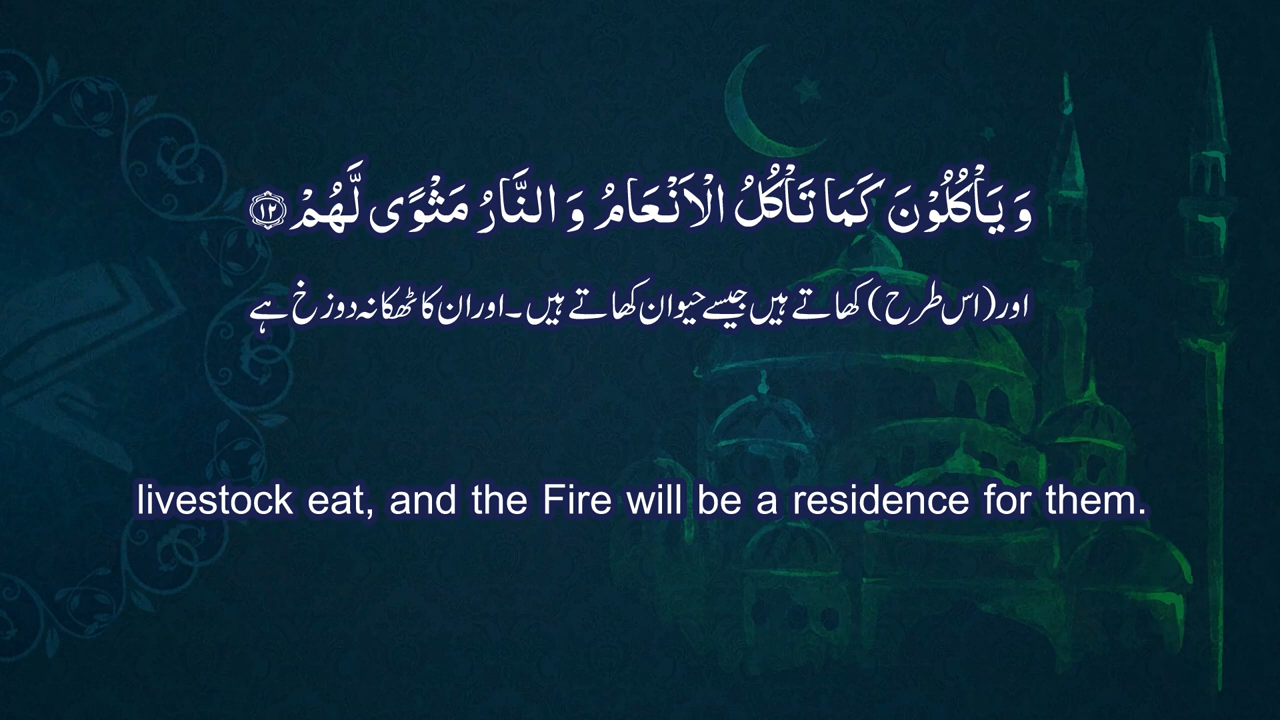 وَ يَاْكُلُوْنَ كَمَا تَاْكُلُ الْاَنْعَامُ وَ النَّارُ مَثْوًى لَّهُمْ ۝۱۲
اور (اس طرح) کھاتے ہیں جیسے حیوان کھاتے ہیں۔ اور ان کا ٹھکانہ دوزخ ہے
livestock eat, and the Fire will be a residence for them.